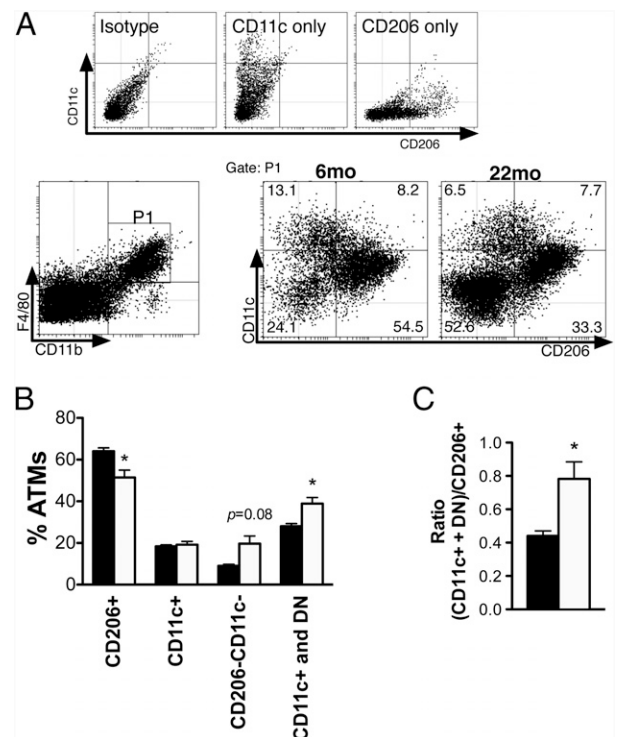 A
Isotype
CD11c only
CD206 only
CD11c
CD206
Gate: P1
6mo
22mo
P1
F4/80
CD11b
13.1 8.2
24.1 54.5
6.5 7.7
52.6 33.3
CD11c
CD206
B
% ATMs
80
60
40
20
0
*
p=0.08
*
CD206+
CD11c+
CD206-CD11c-
CD11c+ and DN
C
Ratio
(CD11c+ + DN)/CD206+
1.0
0.8
0.6
0.4
0.2
0.0
*